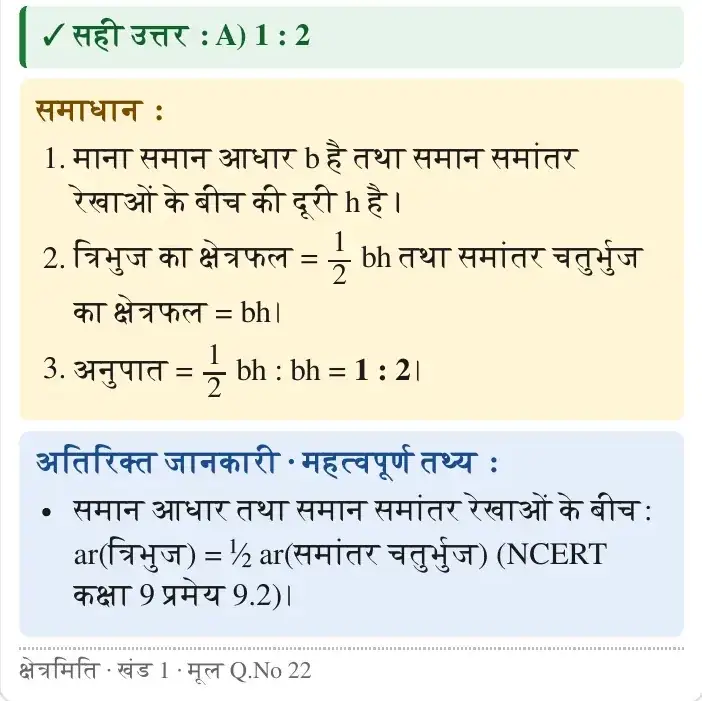 ✓ सही उत्तर : A) 1 : 2
समाधान :
1. माना समान आधार b है तथा समान समांतर
रेखाओं के बीच की दूरी h है।
2. त्रिभुज का क्षेत्रफल = 1/2 bh तथा समांतर चतुर्भुज
का क्षेत्रफल = bh।
3. अनुपात = 1/2 bh : bh = 1 : 2।
अतिरिक्त जानकारी · महत्वपूर्ण तथ्य :
• समान आधार तथा समान समांतर रेखाओं के बीच:
ar(त्रिभुज) = ½ ar(समांतर चतुर्भुज) (NCERT
कक्षा 9 प्रमेय 9.2)।
क्षेत्रमिति · खंड 1 · मूल Q.No 22